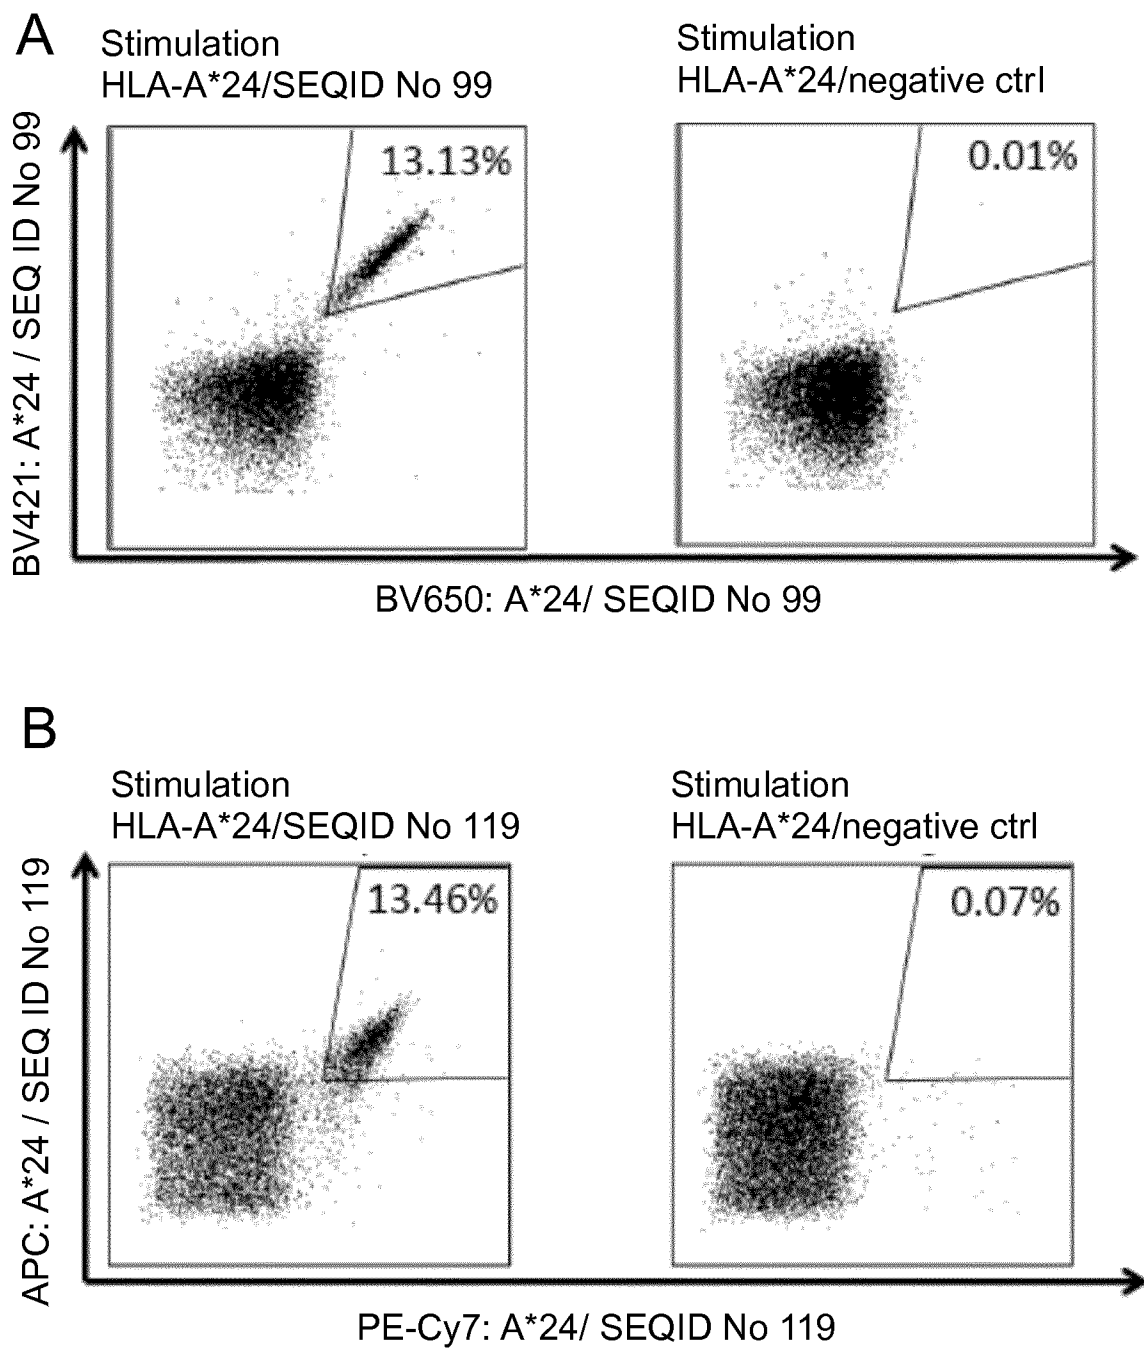 A
Stimulation
HLA-A*24/SEQID No 99
Stimulation
HLA-A*24/negative ctrl
BV421: A*24 / SEQ ID No 99
13.13%
0.01%
BV650: A*24/ SEQID No 99
B
Stimulation
HLA-A*24/SEQID No 119
Stimulation
HLA-A*24/negative ctrl
APC: A*24 / SEQ ID No 119
13.46%
0.07%
PE-Cy7: A*24/ SEQID No 119